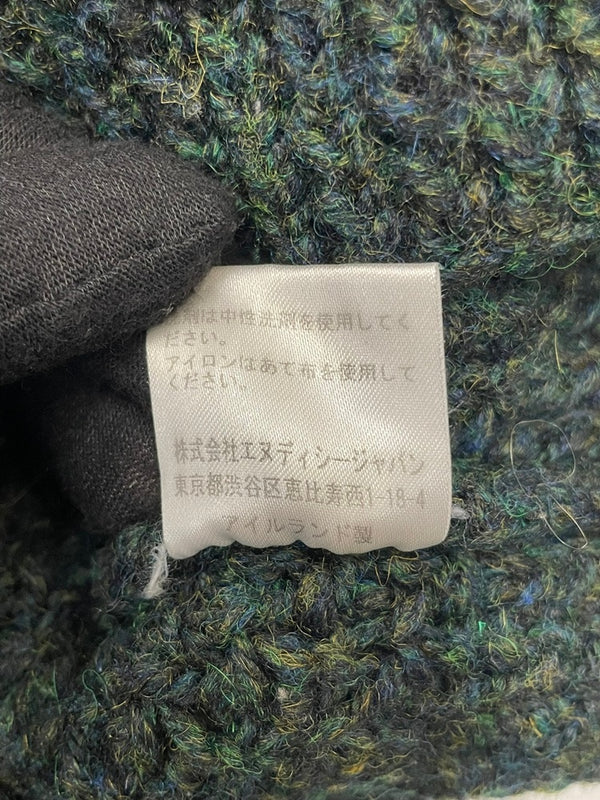 剤は中性洗剤を使用してく
ださい。
アイロンはあて布を使用して
ください。
株式会社エヌディシージャパン
東京都渋谷区恵比寿西1-18-4
アイルランド製